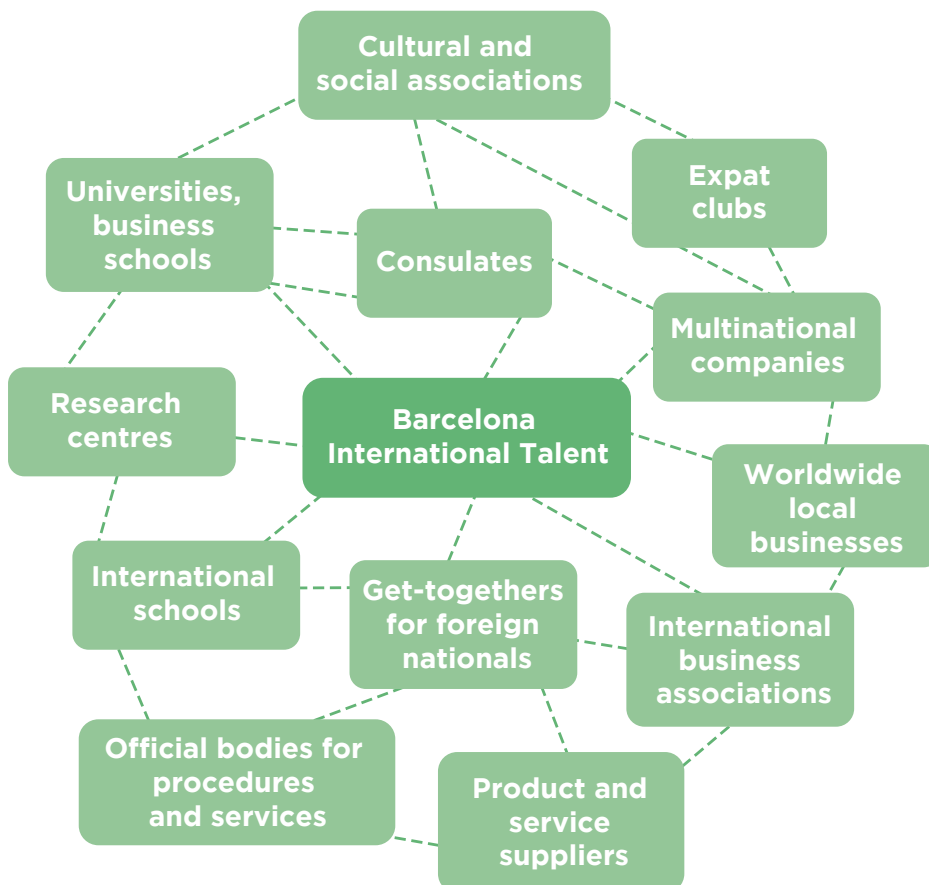 Cultural and
social associations
Expat
clubs
Universities,
business
schools
Consulates
Multinational
companies
Research
centres
Barcelona
International Talent
Worldwide
local
businesses
International
schools
Get-togethers
for foreign
nationals
International
business
associations
Official bodies for
procedures
and services
Product and
service
suppliers